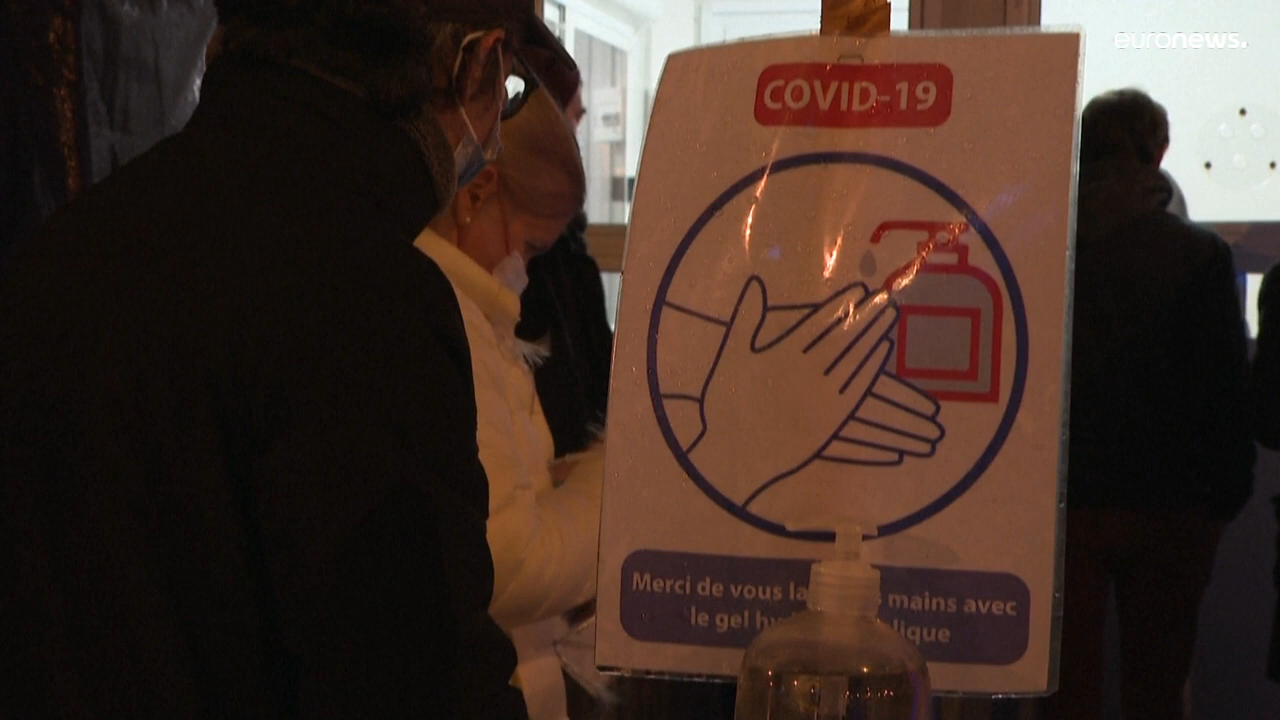 euronews.
COVID-19
Merci de vous la mains avec
le gel hy lique